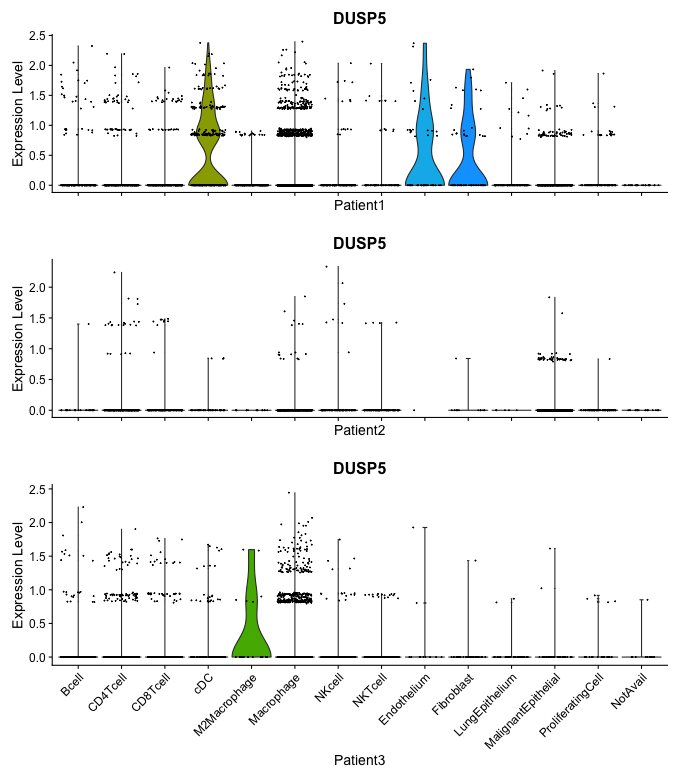 DUSP5
Expression Level
2.5
2.0
1.5
1.0
0.5
0.0
Patient1
DUSP5
Expression Level
2.0
1.5
1.0
0.5
0.0
Patient2
DUSP5
Expression Level
2.5
2.0
1.5
1.0
0.5
0.0
Bcell
CD4Tcell
CD8Tcell
cDC
M2Macrophage
Macrophage
NKcell
NKTcell
Endothelium
Fibroblast
LungEpithelium
MalignantEpithelial
ProliferatingCell
NotAvail
Patient3